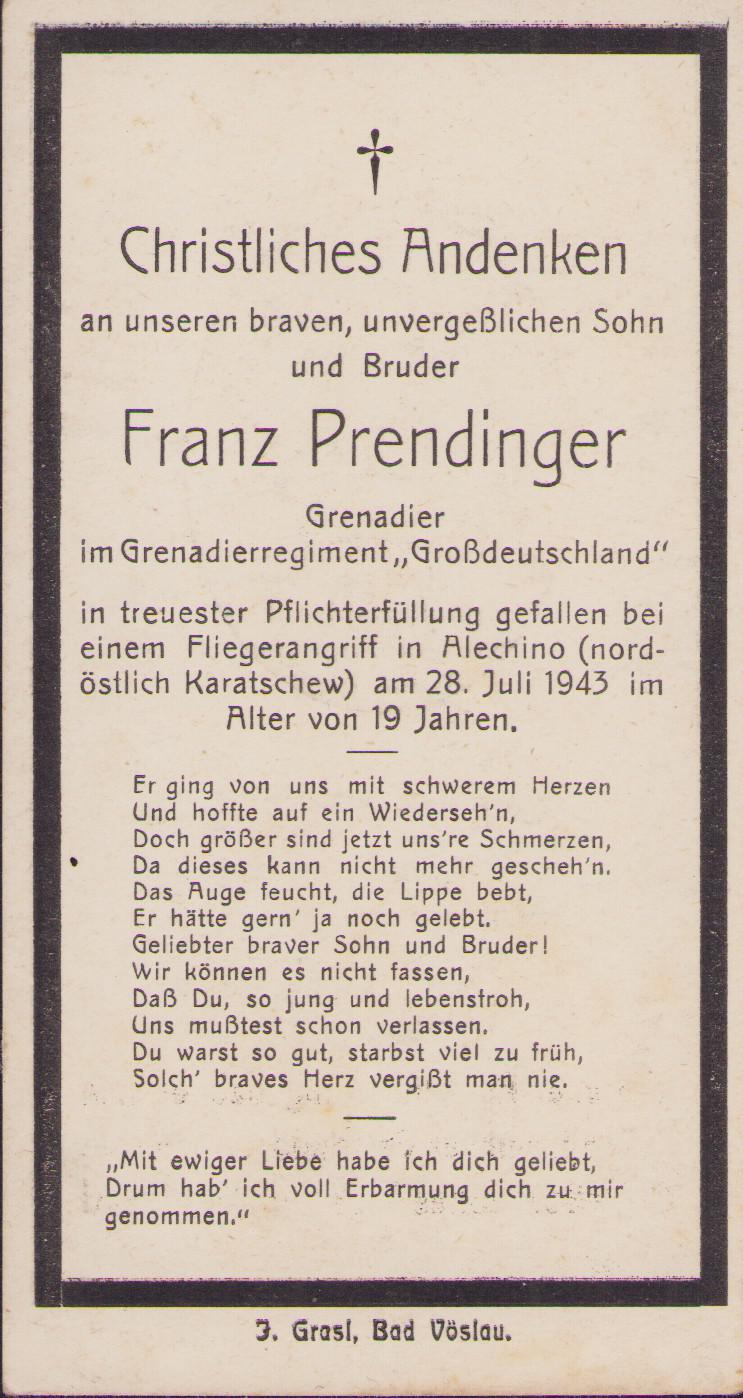 Christliches Andenken
an unseren braven, unvergeßlichen Sohn
und Bruder
Franz Prendinger
Grenadier
im Grenadierregiment „Großdeutschland“
in treuester Pflichterfüllung gefallen bei
einem Fliegerangriff in Alechino (nord-
östlich Karatschew) am 28. Juli 1943 im
Alter von 19 Jahren.
Er ging von uns mit schwerem Herzen
Und hoffte auf ein Wiederseh'n,
Doch größer sind jetzt uns're Schmerzen,
Da dieses kann nicht mehr gescheh'n.
Das Auge feucht, die Lippe bebt,
Er hätte gern' ja noch gelebt.
Geliebter braver Sohn und Bruder!
Wir können es nicht fassen,
Daß Du, so jung und lebensfroh,
Uns mußtest schon verlassen.
Du warst so gut, starbst viel zu früh,
Solch' braves Herz vergißt man nie.
„Mit ewiger Liebe habe ich dich geliebt,
Drum hab' ich voll Erbarmung dich zu mir
genommen.“
J. Grasl, Bad Vöslau.